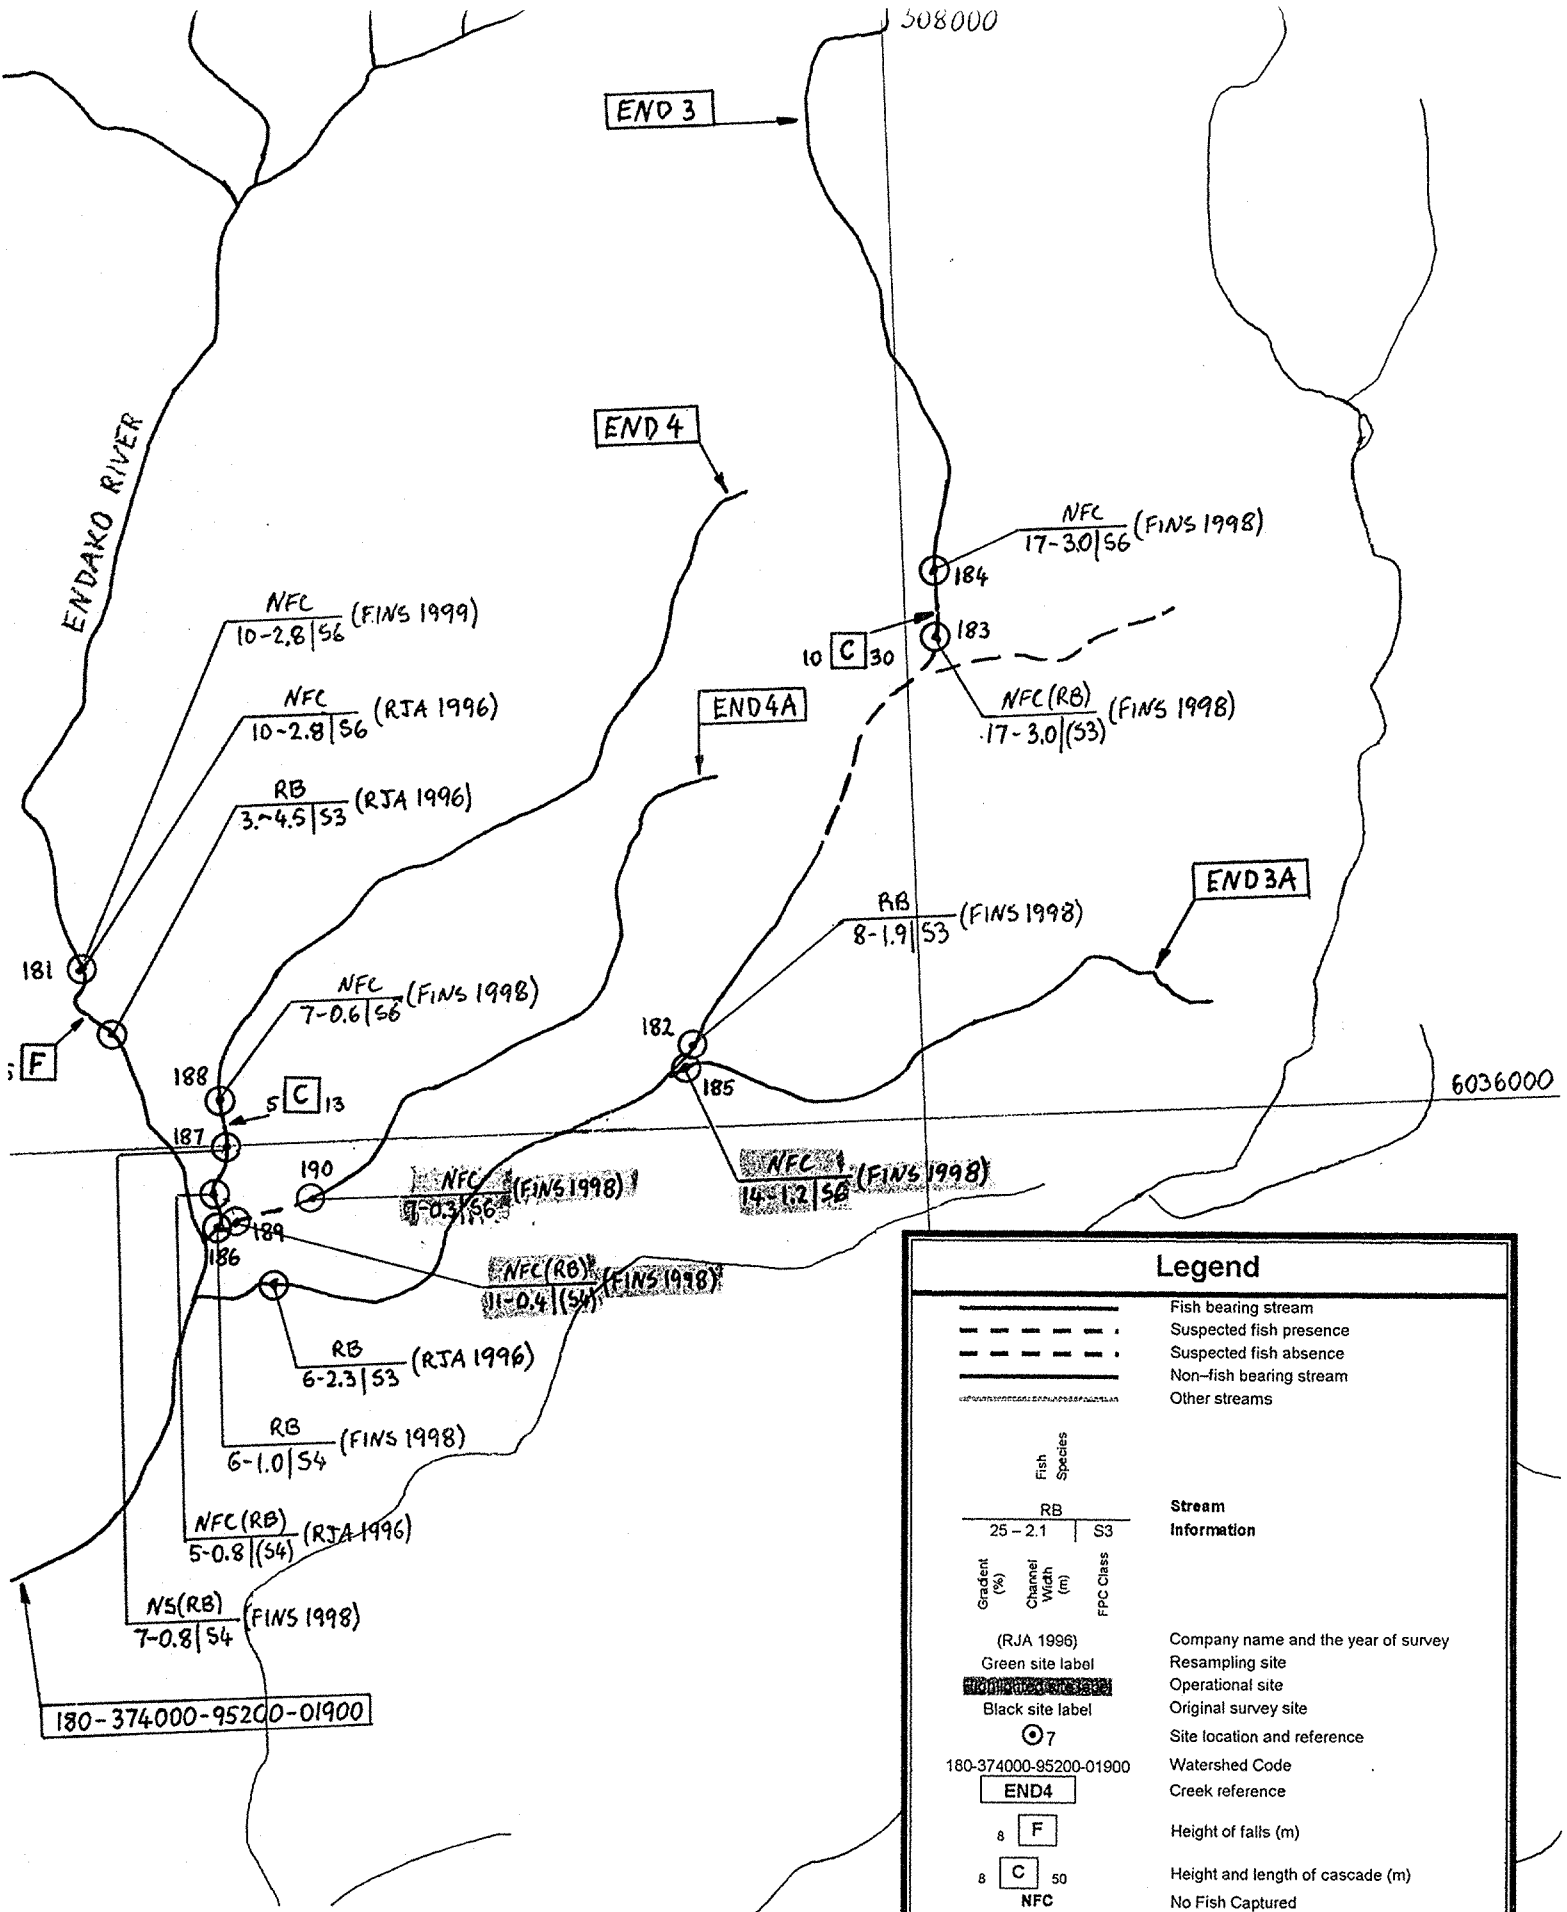 508000
END 3
END 4
ENDAKO RIVER
NFC
17-3.0|S6 (FINS 1998)
184
183
10 C 30
NFC
10-2.8|S6 (FINS 1999)
NFC(RB)
17-3.0|(S3) (FINS 1998)
NFC
10-2.8|S6 (RJA 1996)
END4A
RB
3.-4.5|S3 (RJA 1996)
END3A
RB
8-1.9|S3 (FINS 1998)
181
NFC
7-0.6|S6 (FINS 1998)
182
F
188
185
6036000
5 C 13
187
190
NFC
7-0.3|S6 (FINS 1998)
NFC
14-1.2|S6 (FINS 1998)
189
186
NFC(RB)
11-0.4|(S4) (FINS 1998)
RB
6-2.3|S3 (RJA 1996)
RB
6-1.0|S4 (FINS 1998)
NFC(RB)
5-0.8|(S4) (RJA 1996)
NS(RB)
7-0.8|S4 (FINS 1998)
180-374000-95200-01900
Legend
Fish bearing stream
Suspected fish presence
Suspected fish absence
Non-fish bearing stream
Other streams
Fish
Species
RB
25 – 2.1 | S3
Stream
Information
Gradient
(%)
Channel
Width
(m)
FPC Class
(RJA 1996) Company name and the year of survey
Green site label Resampling site
Operational site
Black site label Original survey site
7 Site location and reference
180-374000-95200-01900 Watershed Code
END4 Creek reference
8 F Height of falls (m)
8 C 50 Height and length of cascade (m)
NFC No Fish Captured